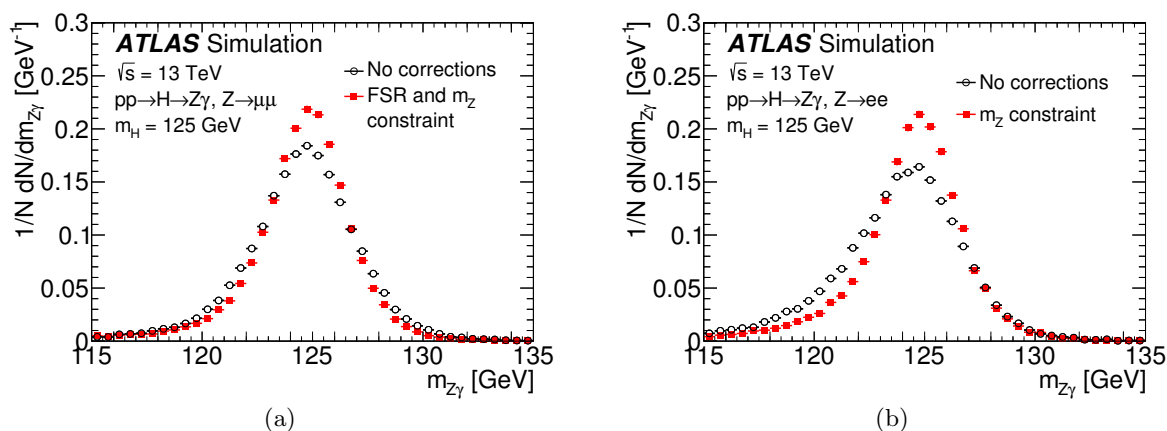 0.3
0.25
0.2
0.15
0.1
0.05
0
1/N dN/dm_Zγ [GeV⁻¹]
ATLAS Simulation
√s = 13 TeV
pp→H→Zγ, Z→μμ
m_H = 125 GeV
No corrections
FSR and m_Z
constraint
115 120 125 130 135
m_Zγ [GeV]
(a)
0.3
0.25
0.2
0.15
0.1
0.05
0
1/N dN/dm_Zγ [GeV⁻¹]
ATLAS Simulation
√s = 13 TeV
pp→H→Zγ, Z→ee
m_H = 125 GeV
No corrections
m_Z constraint
115 120 125 130 135
m_Zγ [GeV]
(b)